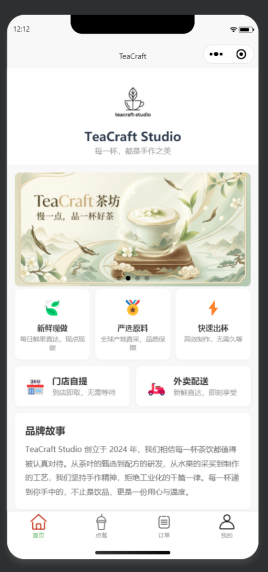 12:12
TeaCraft
teacraft·studio
TeaCraft Studio
每一杯，都是手作之美
TeaCraft 茶坊
慢一点，品一杯好茶
新鲜现做
每日鲜果直达，现点现做
严选原料
全球产地直采，品质保障
快速出杯
高效制作，无需久等
门店自提
到店即取，无需等待
外卖配送
新鲜直达，即刻享受
品牌故事
TeaCraft Studio 创立于 2024 年，我们相信每一杯茶饮都值得
被认真对待。从茶叶的甄选到配方的研发，从水果的采买到制作
的工艺，我们坚持手作精神，拒绝工业化的千篇一律。每一杯递
到你手中的，不止是饮品，更是一份用心与温度。
首页
点餐
订单
我的